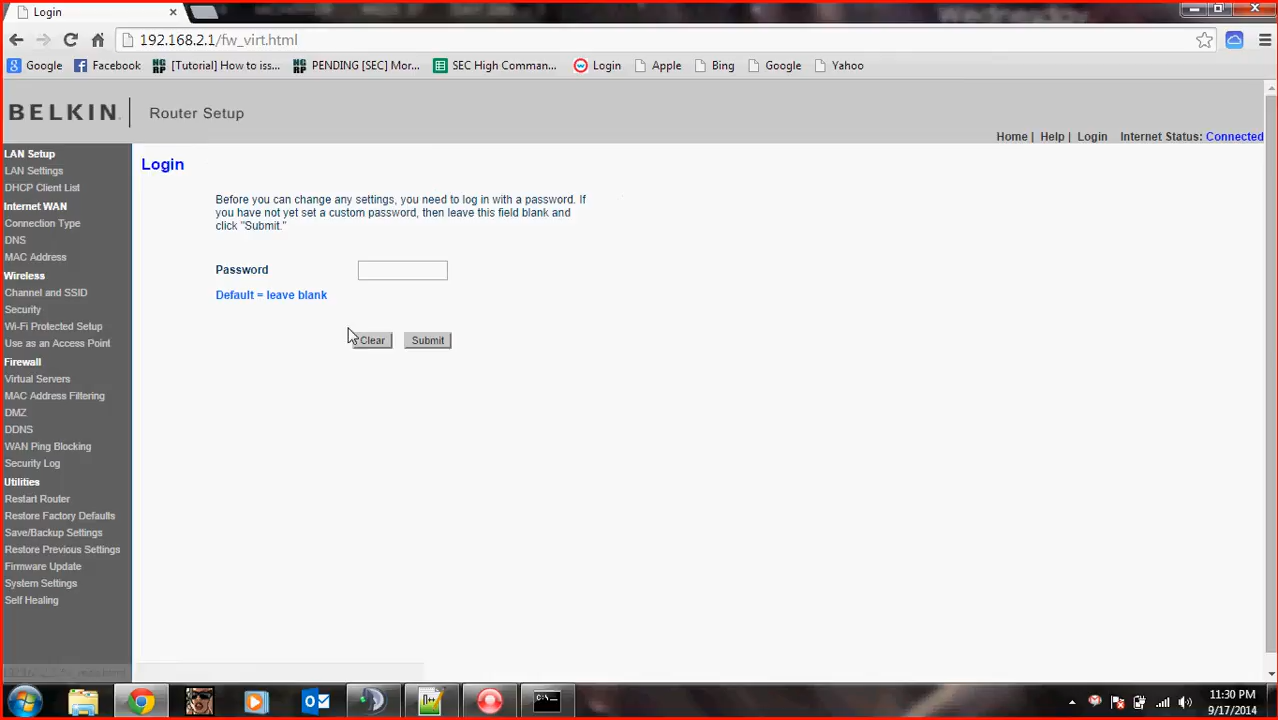 Login
192.168.2.1/fw_virt.html
Google
Facebook
[Tutorial] How to iss...
PENDING [SEC] Mor...
SEC High Comman...
Login
Apple
Bing
Google
Yahoo
BELKIN
Router Setup
Home | Help | Login Internet Status: Connected
LAN Setup
LAN Settings
DHCP Client List
Internet WAN
Connection Type
DNS
MAC Address
Wireless
Channel and SSID
Security
Wi-Fi Protected Setup
Use as an Access Point
Firewall
Virtual Servers
MAC Address Filtering
DMZ
DDNS
WAN Ping Blocking
Security Log
Utilities
Restart Router
Restore Factory Defaults
Save/Backup Settings
Restore Previous Settings
Firmware Update
System Settings
Self Healing
Login
Before you can change any settings, you need to log in with a password. If
you have not yet set a custom password, then leave this field blank and
click "Submit."
Password
Default = leave blank
Clear
Submit
11:30 PM
9/17/2014